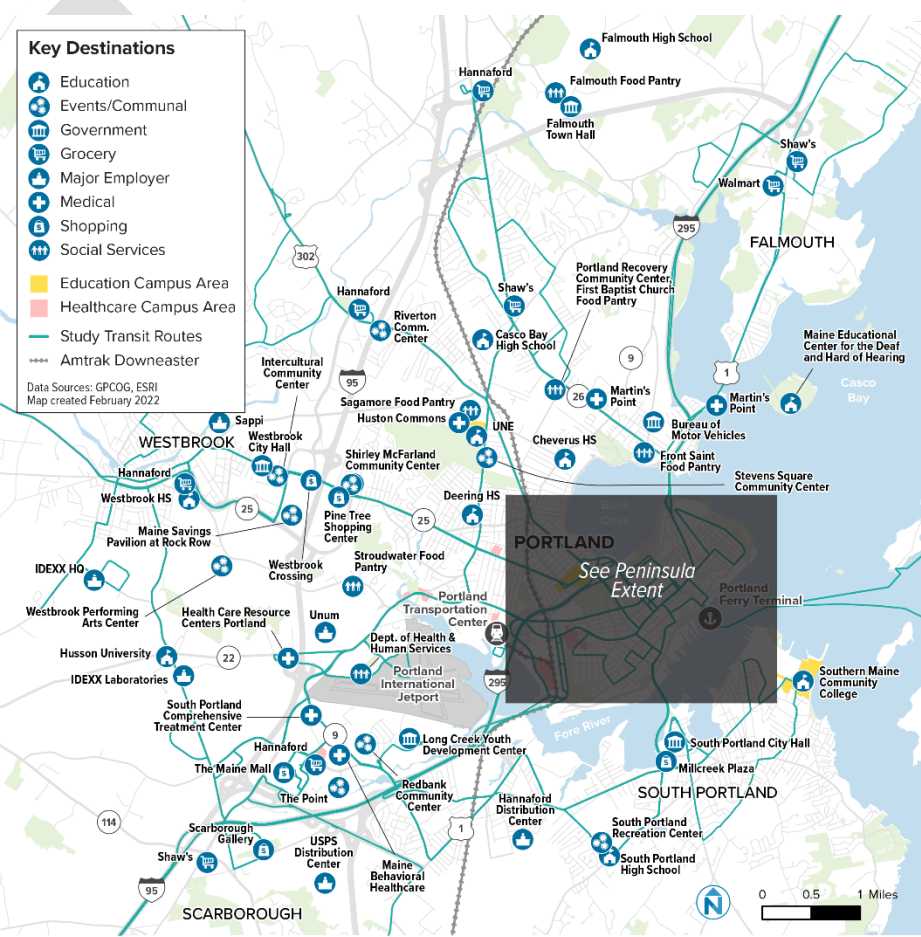 Key Destinations
Education
Events/Communal
Government
Grocery
Major Employer
Medical
Shopping
Social Services
Education Campus Area
Healthcare Campus Area
Study Transit Routes
Amtrak Downeaster
Data Sources: GPCOG, ESRI
Map created February 2022
Falmouth High School
Hannaford
Falmouth Food Pantry
Falmouth
Town Hall
Shaw's
Walmart
295
FALMOUTH
302
Portland Recovery
Community Center,
First Baptist Church
Food Pantry
Hannaford
Shaw's
Riverton
Comm.
Center
Casco Bay
High School
9
Maine Educational
Center for the Deaf
and Hard of Hearing
Intercultural
Community
Center
95
1
Casco
Bay
Sagamore Food Pantry
Huston Commons
UNE
26
Martin's
Point
Martin's
Point
Sappi
Bureau of
Motor Vehicles
WESTBROOK
Westbrook
City Hall
Cheverus HS
Front Saint
Food Pantry
Shirley McFarland
Community Center
Stevens Square
Community Center
Hannaford
Westbrook HS
25
Deering HS
Back
Cove
Maine Savings
Pavilion at Rock Row
Pine Tree
Shopping
Center
25
PORTLAND
Westbrook
Crossing
Stroudwater Food
Pantry
See Peninsula
Extent
IDEXX HQ
Portland
Ferry Terminal
Westbrook Performing
Arts Center
Health Care Resource
Centers Portland
Unum
Portland
Transportation
Center
Dept. of Health &
Human Services
Husson University
22
IDEXX Laboratories
Portland
International
Jetport
295
Southern Maine
Community
College
South Portland
Comprehensive
Treatment Center
Fore River
9
Hannaford
Long Creek Youth
Development Center
South Portland City Hall
The Maine Mall
Millcreek Plaza
The Point
Redbank
Community
Center
SOUTH PORTLAND
Hannaford
Distribution
Center
114
Scarborough
Gallery
1
South Portland
Recreation Center
Shaw's
USPS
Distribution
Center
Maine
Behavioral
Healthcare
South Portland
High School
95
SCARBOROUGH
N
0 0.5 1 Miles